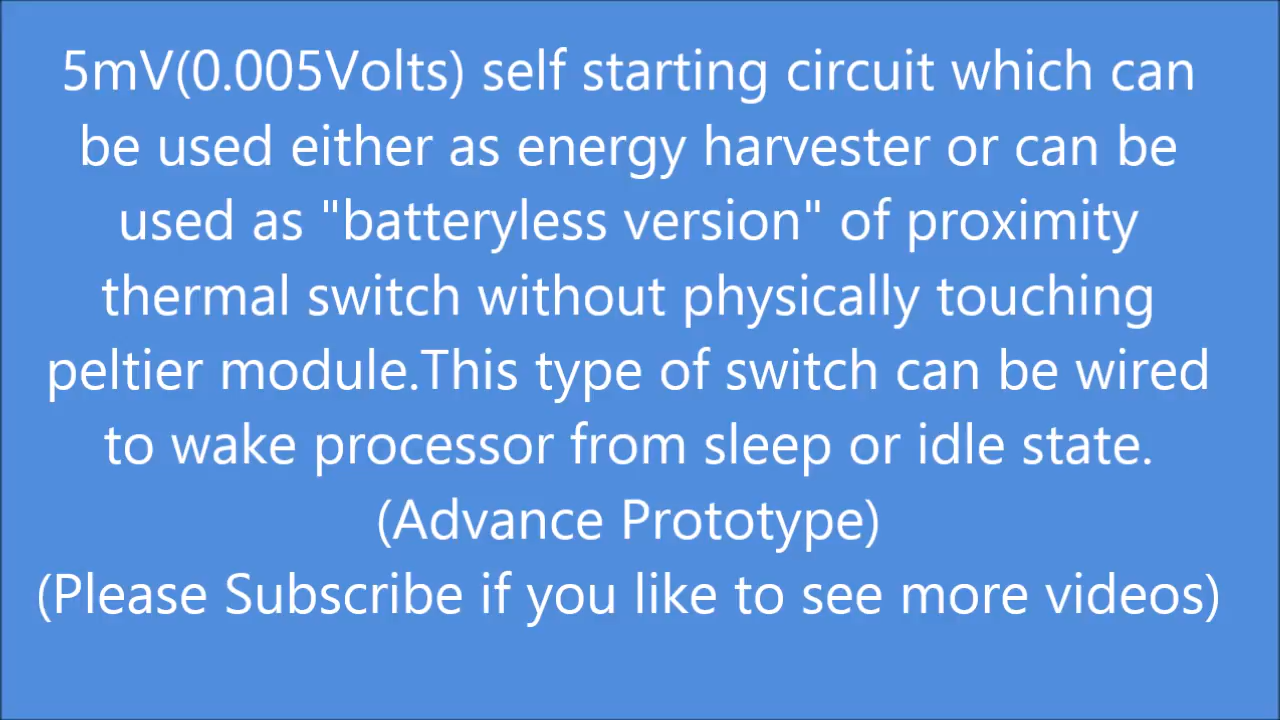 5mV(0.005Volts) self starting circuit which can
be used either as energy harvester or can be
used as "batteryless version" of proximity
thermal switch without physically touching
peltier module.This type of switch can be wired
to wake processor from sleep or idle state.
(Advance Prototype)
(Please Subscribe if you like to see more videos)